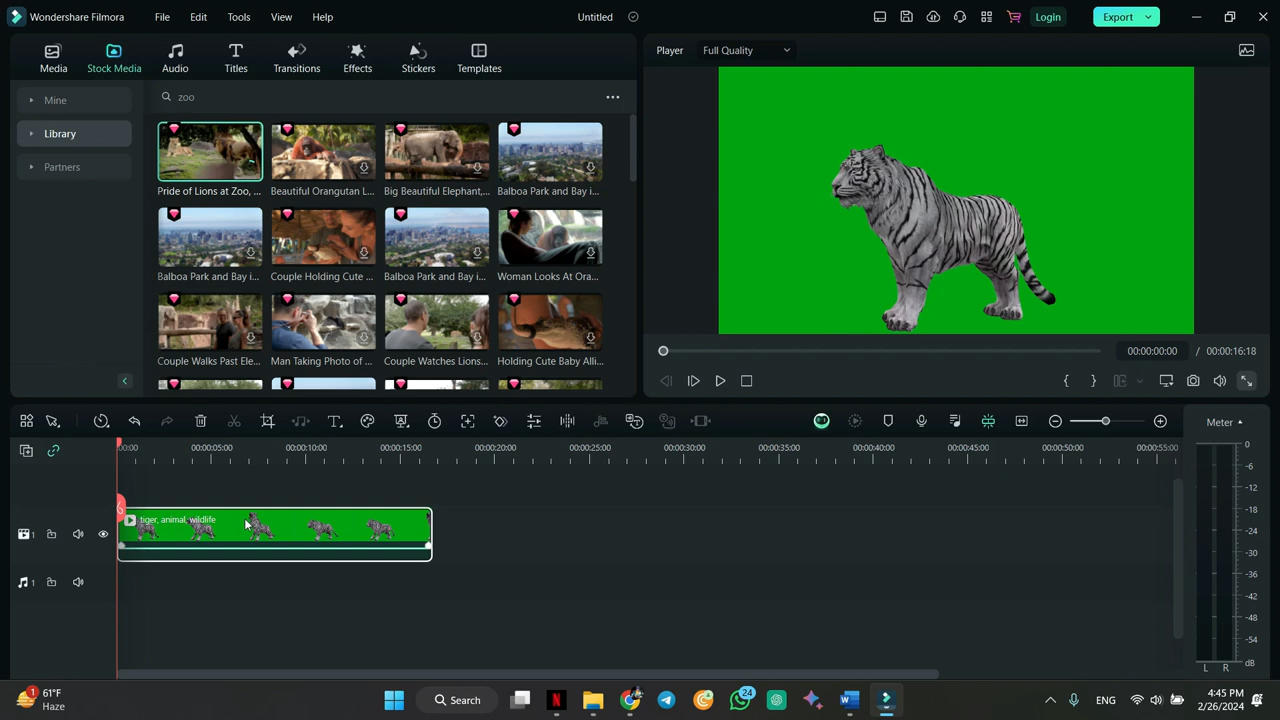 Wondershare Filmora
File
Edit
Tools
View
Help
Untitled
Login
Export
Media
Stock Media
Audio
Titles
Transitions
Effects
Stickers
Templates
Player
Full Quality
Mine
Library
Partners
zoo
Pride of Lions at Zoo, ...
Beautiful Orangutan L...
Big Beautiful Elephant,...
Balboa Park and Bay i...
Balboa Park and Bay i...
Couple Holding Cute ...
Balboa Park and Bay i...
Woman Looks At Ora...
Couple Walks Past Ele...
Man Taking Photo of ...
Couple Watches Lions...
Holding Cute Baby Alli...
00:00:00:00 / 00:00:16:18
Meter
:00:00
00:00:05:00
00:00:10:00
00:00:15:00
00:00:20:00
00:00:25:00
00:00:30:00
00:00:35:00
00:00:40:00
00:00:45:00
00:00:50:00
00:00:55:00
tiger, animal, wildlife
1
1
0
-6
-12
-18
-24
-30
-36
-42
-48
-54
dB
L R
1
61°F
Haze
Search
24
ENG
4:45 PM
2/26/2024